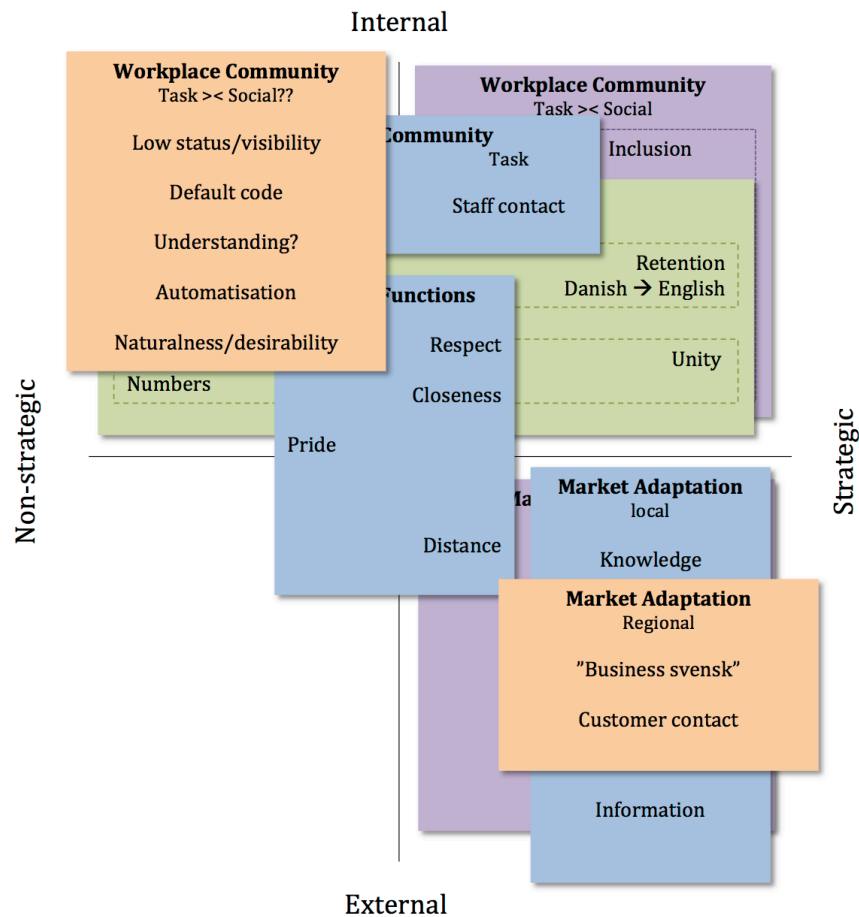 Internal
Workplace Community
Task >< Social??
Low status/visibility
Default code
Understanding?
Automatisation
Naturalness/desirability
Workplace Community
Task >< Social
Inclusion
Community
Task
Staff contact
Retention
Danish → English
Unity
Numbers
Functions
Respect
Closeness
Pride
Distance
Non-strategic
Strategic
Market Adaptation
local
Knowledge
Market Adaptation
Regional
”Business svensk”
Customer contact
Information
External